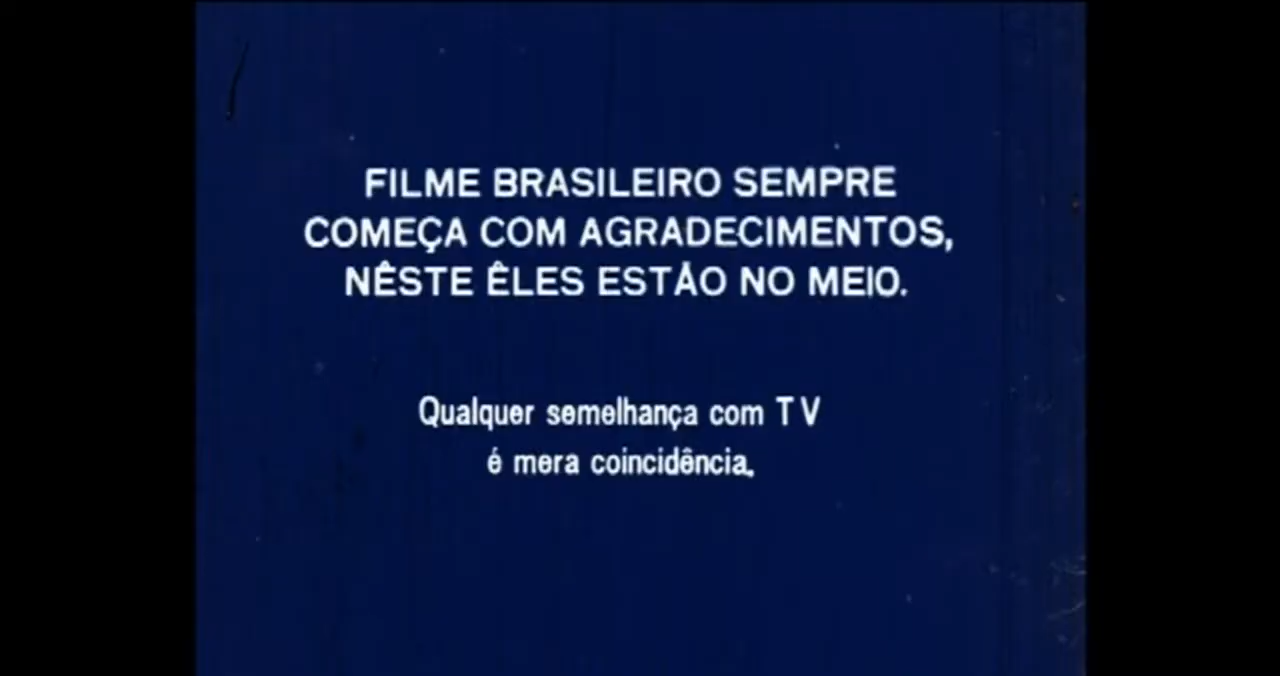 FILME BRASILEIRO SEMPRE
COMEÇA COM AGRADECIMENTOS,
NÊSTE ÊLES ESTÃO NO MEIO.
Qualquer semelhança com TV
é mera coincidência.